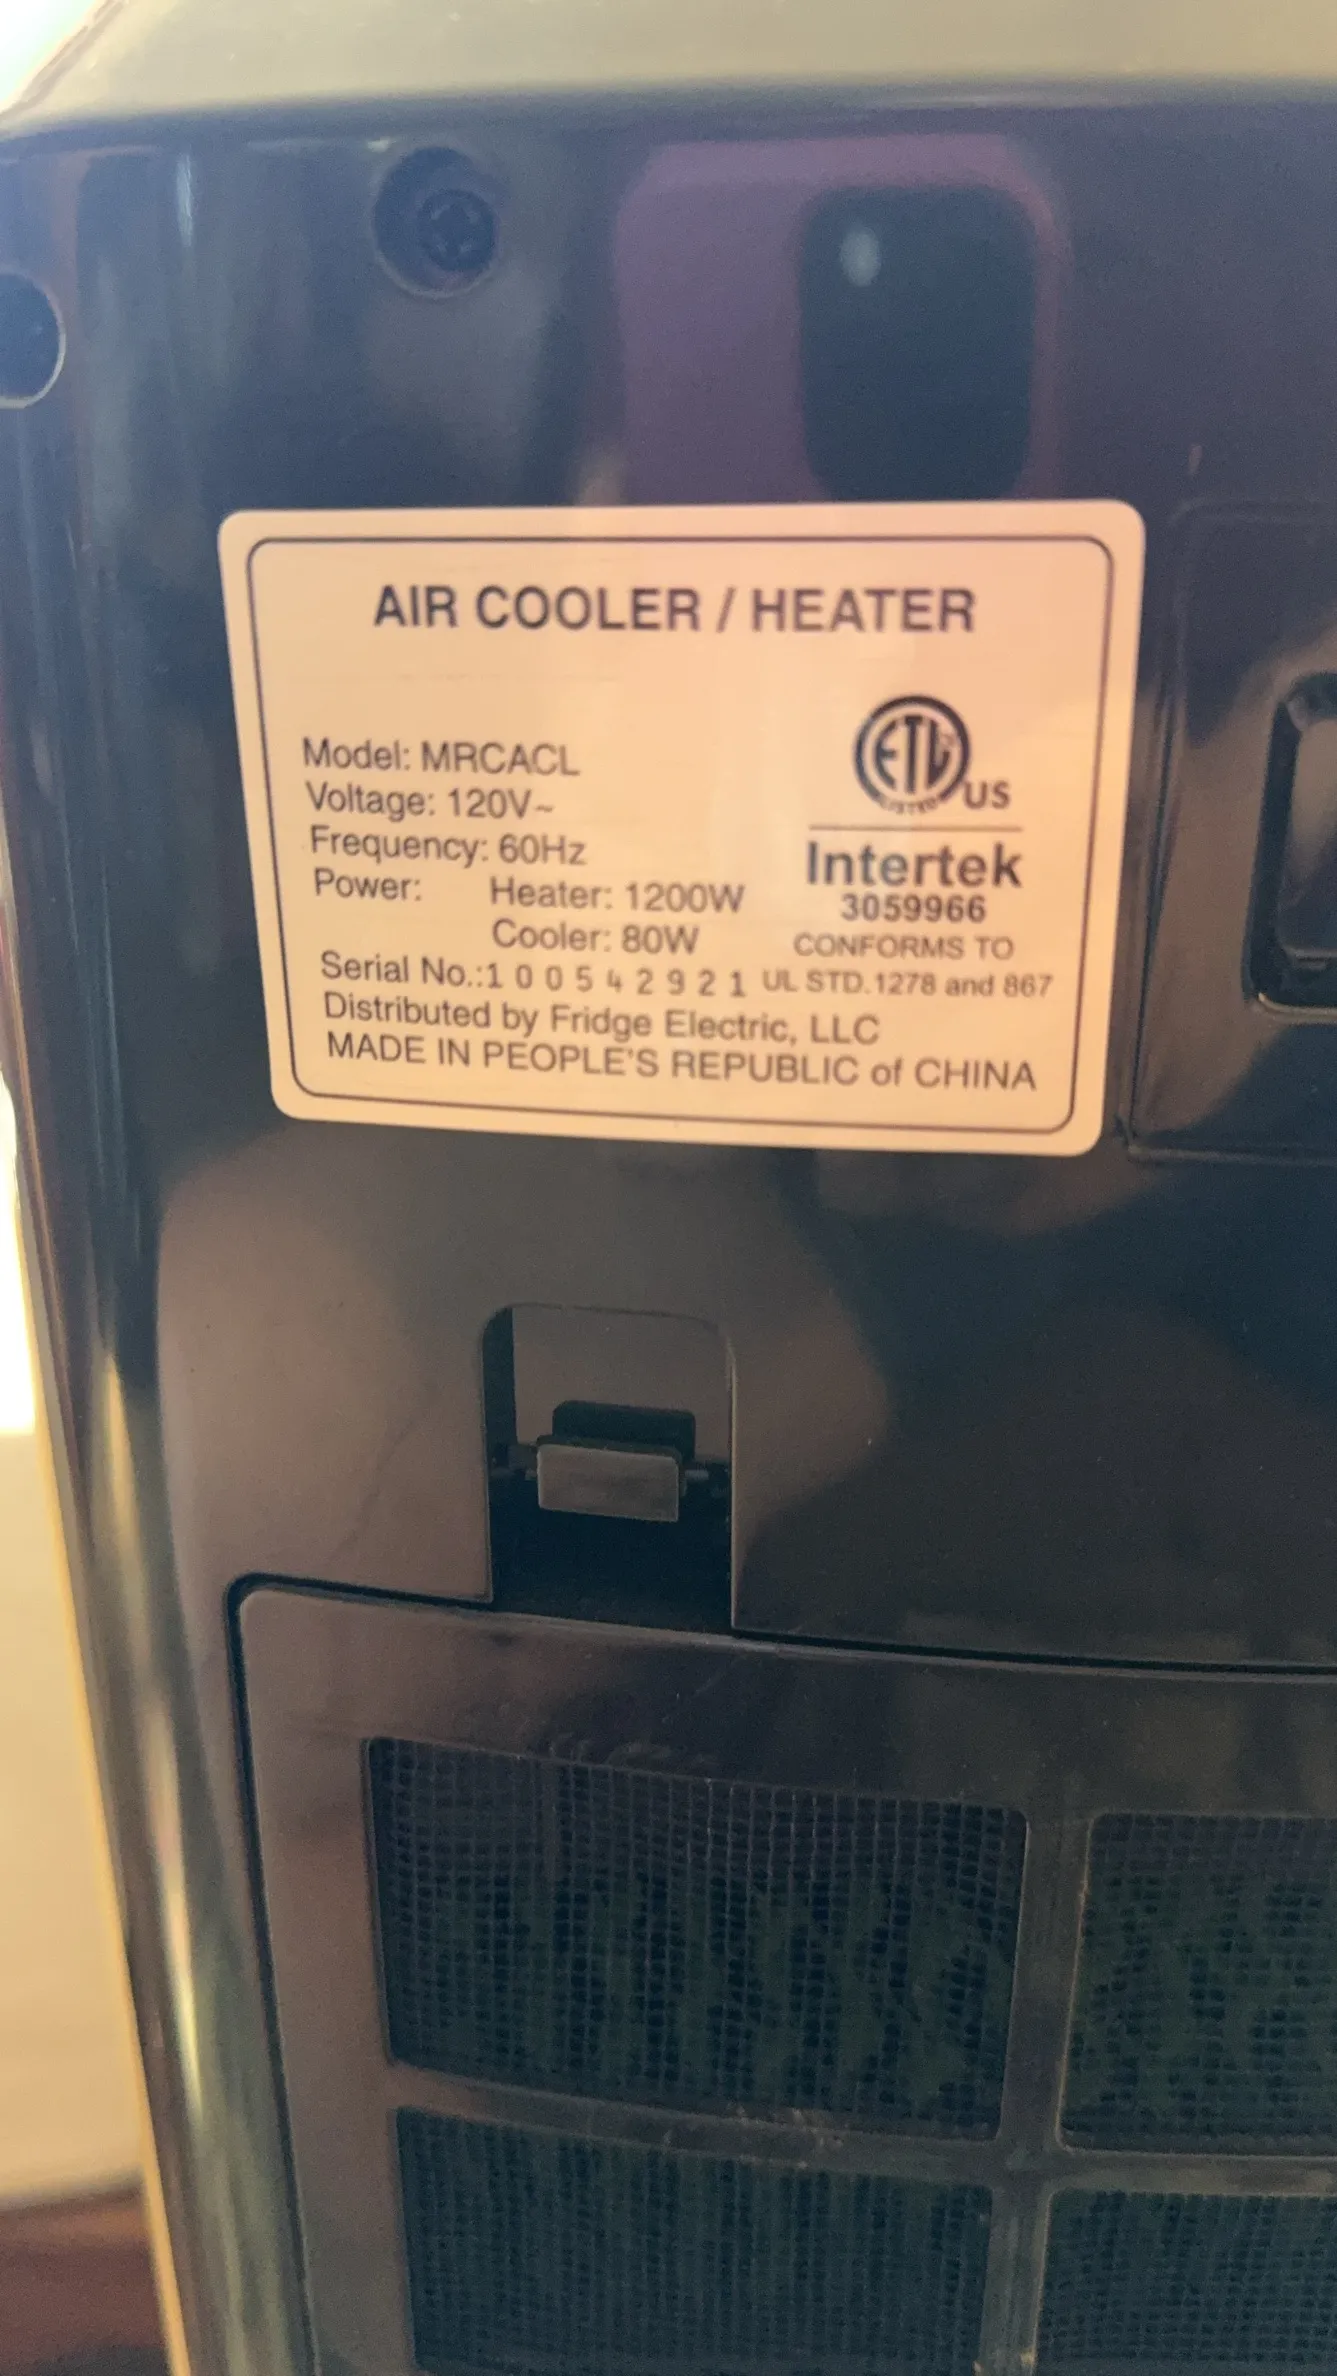 AIR COOLER / HEATER
Model: MRCACL
Voltage: 120V~
Frequency: 60Hz
Power: Heater: 1200W
Cooler: 80W
Serial No.:100542921
Distributed by Fridge Electric, LLC
MADE IN PEOPLE'S REPUBLIC of CHINA
ETL
LISTED
US
Intertek
3059966
CONFORMS TO
UL STD.1278 and 867